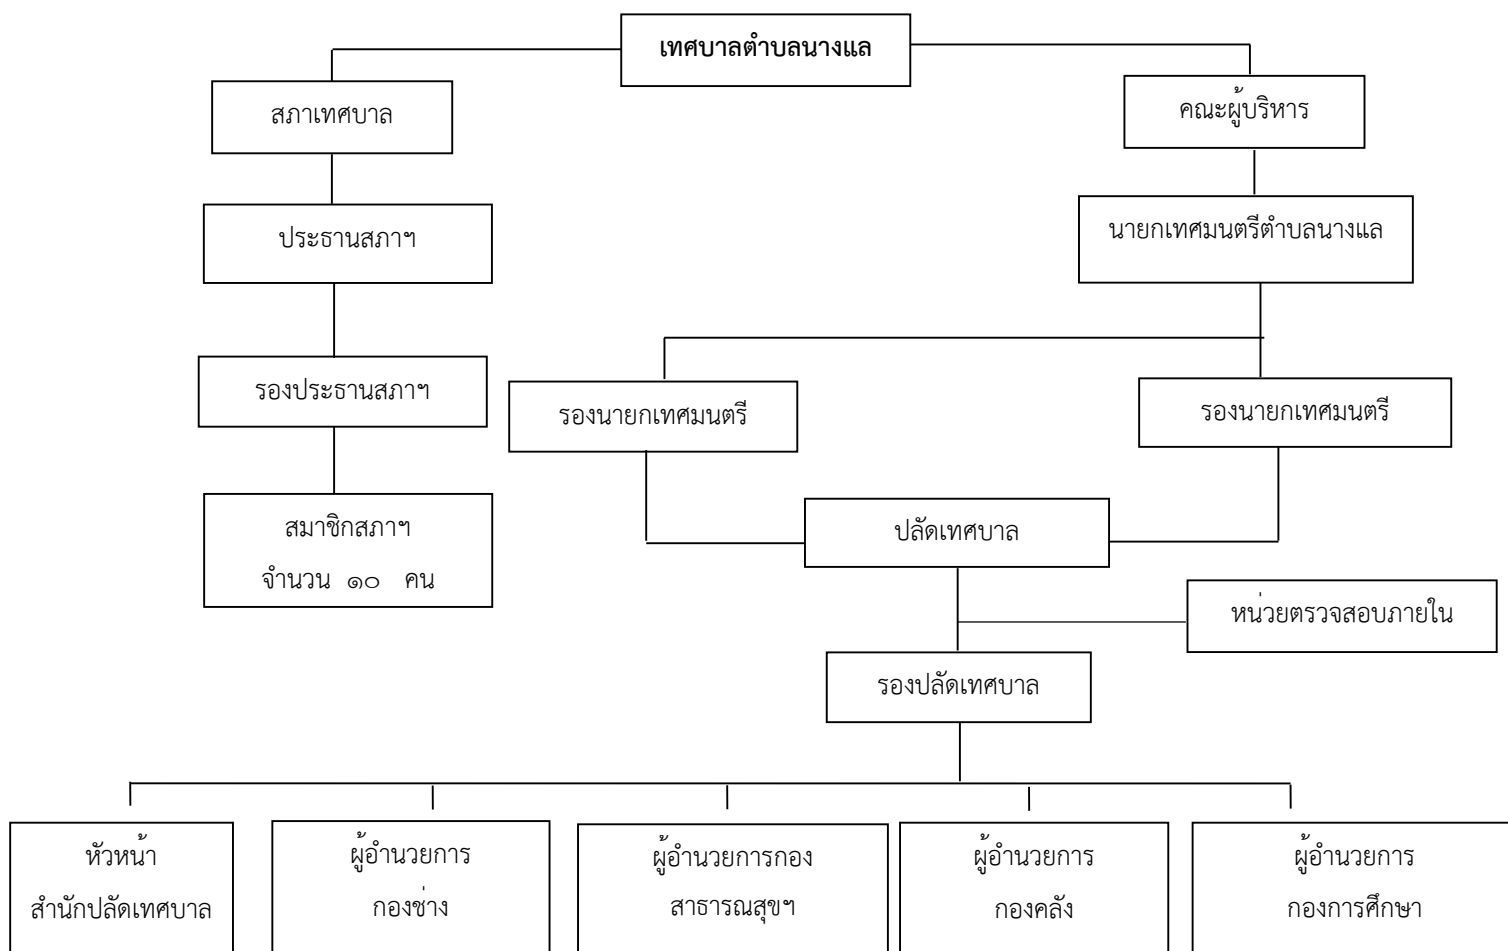 เทศบาลตำบลนางแล
สภาเทศบาล
คณะผู้บริหาร
ประธานสภาฯ
นายกเทศมนตรีตำบลนางแล
รองประธานสภาฯ
รองนายกเทศมนตรี
รองนายกเทศมนตรี
สมาชิกสภาฯ
จำนวน ๑๐ คน
ปลัดเทศบาล
หน่วยตรวจสอบภายใน
รองปลัดเทศบาล
หัวหน้า
สำนักปลัดเทศบาล
ผู้อำนวยการ
กองช่าง
ผู้อำนวยการกอง
สาธารณสุขฯ
ผู้อำนวยการ
กองคลัง
ผู้อำนวยการ
กองการศึกษา